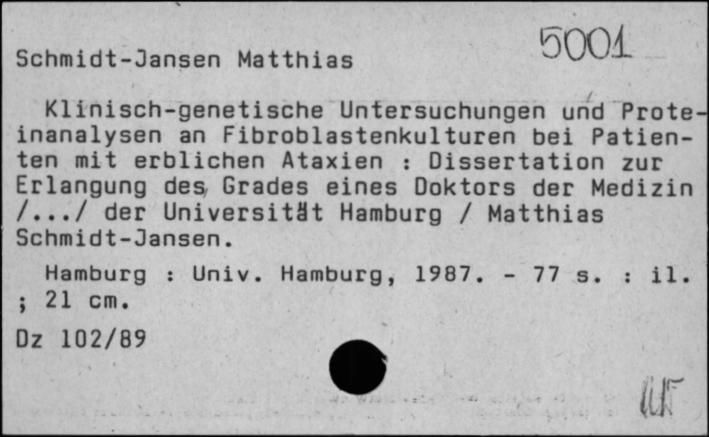 5001
Schmidt-Jansen Matthias
Klinisch-genetische Untersuchungen und Prote-
inanalysen an Fibroblastenkulturen bei Patien-
ten mit erblichen Ataxien : Dissertation zur
Erlangung des Grades eines Doktors der Medizin
/.../ der Universität Hamburg / Matthias
Schmidt-Jansen.
Hamburg : Univ. Hamburg, 1987. - 77 s. : il.
; 21 cm.
Dz 102/89